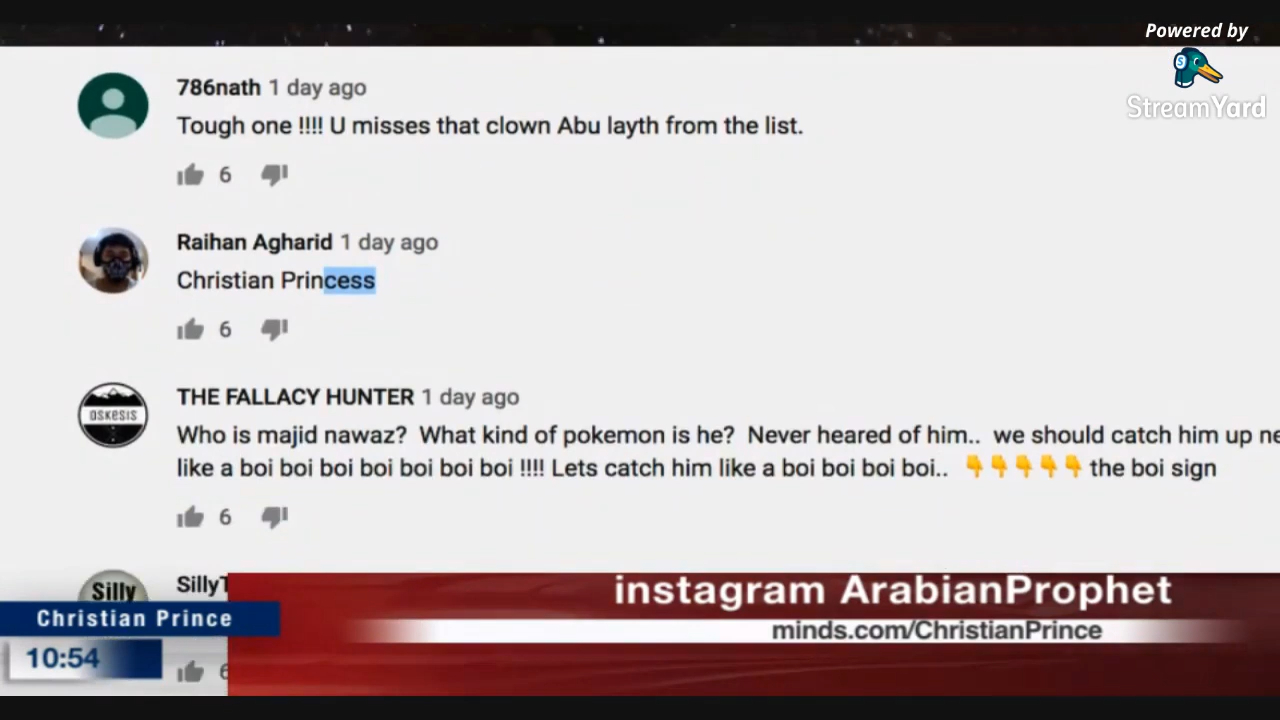 Powered by
StreamYard
786nath 1 day ago
Tough one !!!! U misses that clown Abu layth from the list.
6
Raihan Agharid 1 day ago
Christian Princess
6
OSKESIS
THE FALLACY HUNTER 1 day ago
Who is majid nawaz? What kind of pokemon is he? Never heared of him.. we should catch him up
like a boi boi boi boi boi boi boi !!!! Lets catch him like a boi boi boi boi.. 👇👇👇👇👇 the boi sign
6
Silly
instagram ArabianProphet
Christian Prince
minds.com/ChristianPrince
10:54